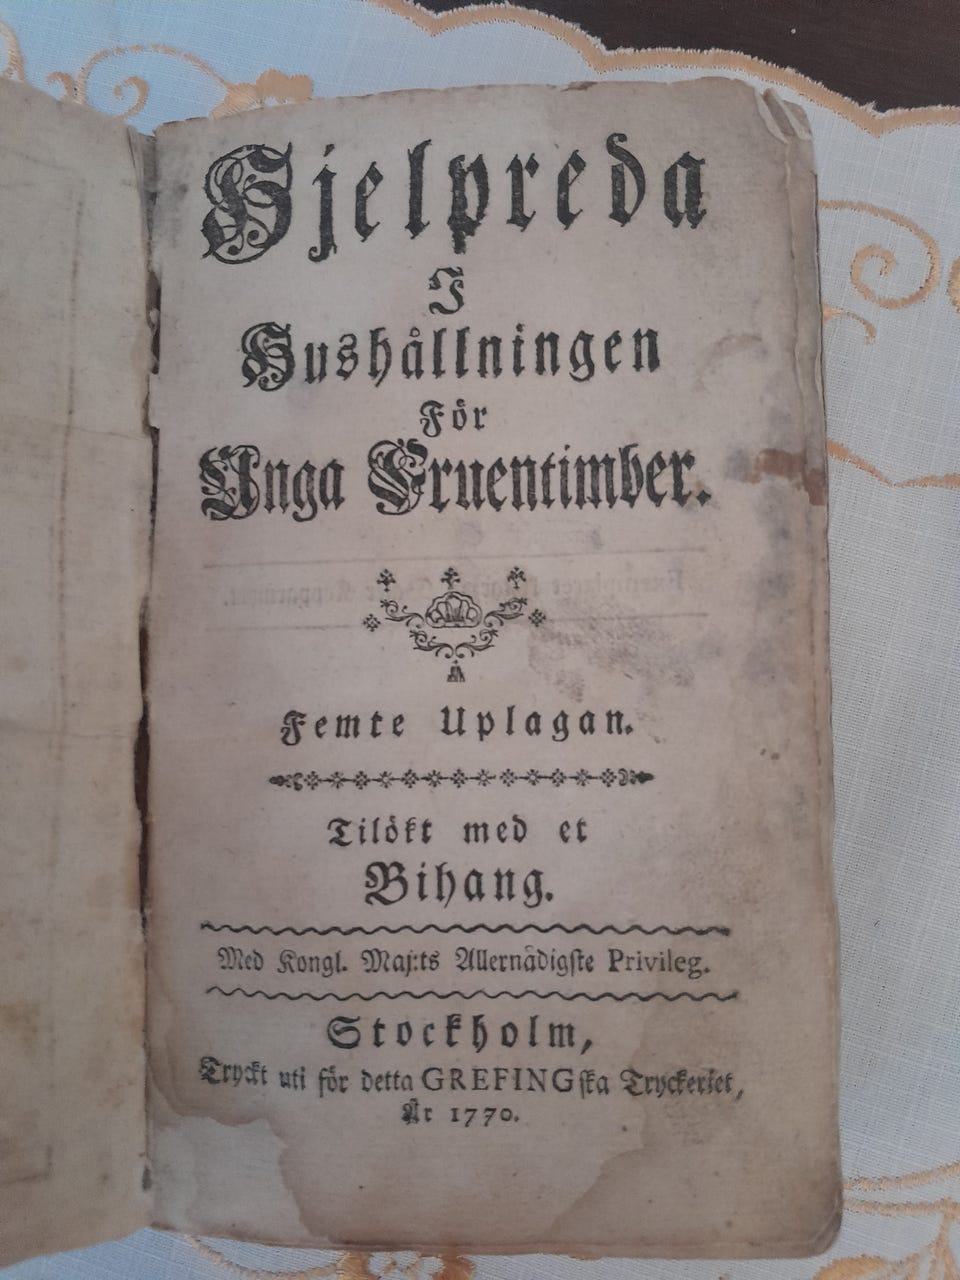 Hjelpreda
I
Hushållningen
För
Unga Fruentimber.
Femte Uplagan.
Tilökt med et
Bihang.
Med Kongl. Maj:ts Allernådigste Privileg.
Stockholm,
Tryckt uti för detta GREFINGska Tryckeriet,
År 1770.